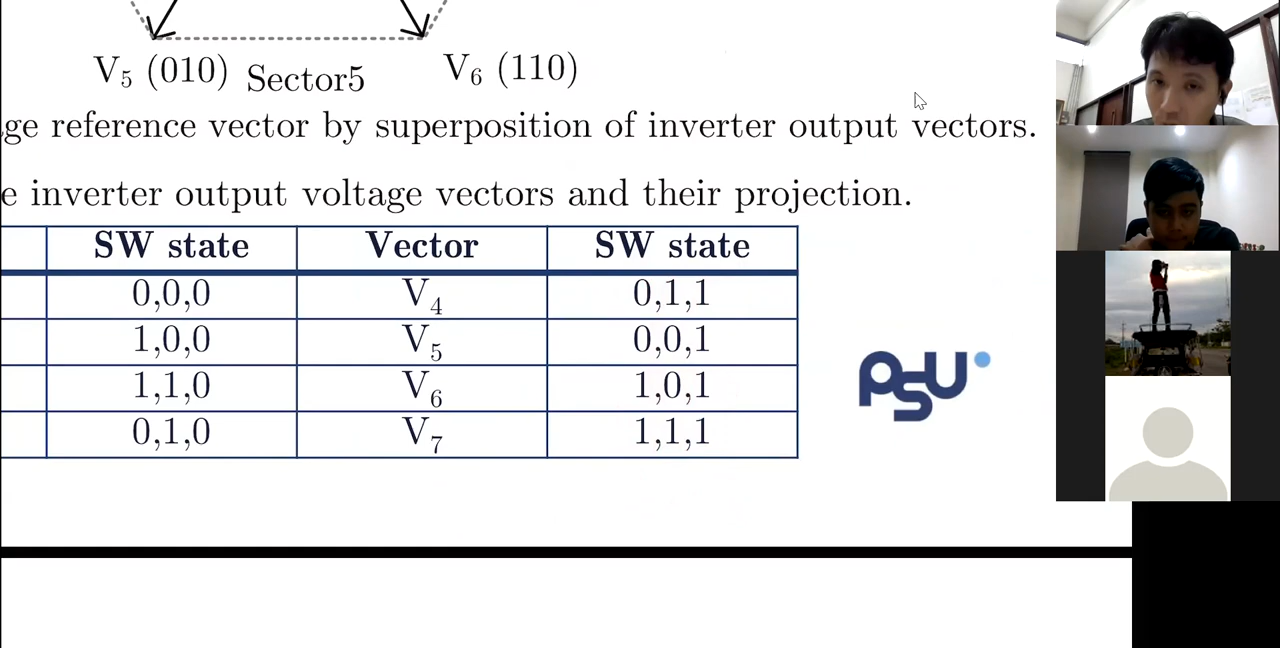 V₅ (010) Sector5 V₆ (110)
ge reference vector by superposition of inverter output vectors.
e inverter output voltage vectors and their projection.
SW state Vector SW state
0,0,0 V₄ 0,1,1
1,0,0 V₅ 0,0,1
1,1,0 V₆ 1,0,1
0,1,0 V₇ 1,1,1
PSU